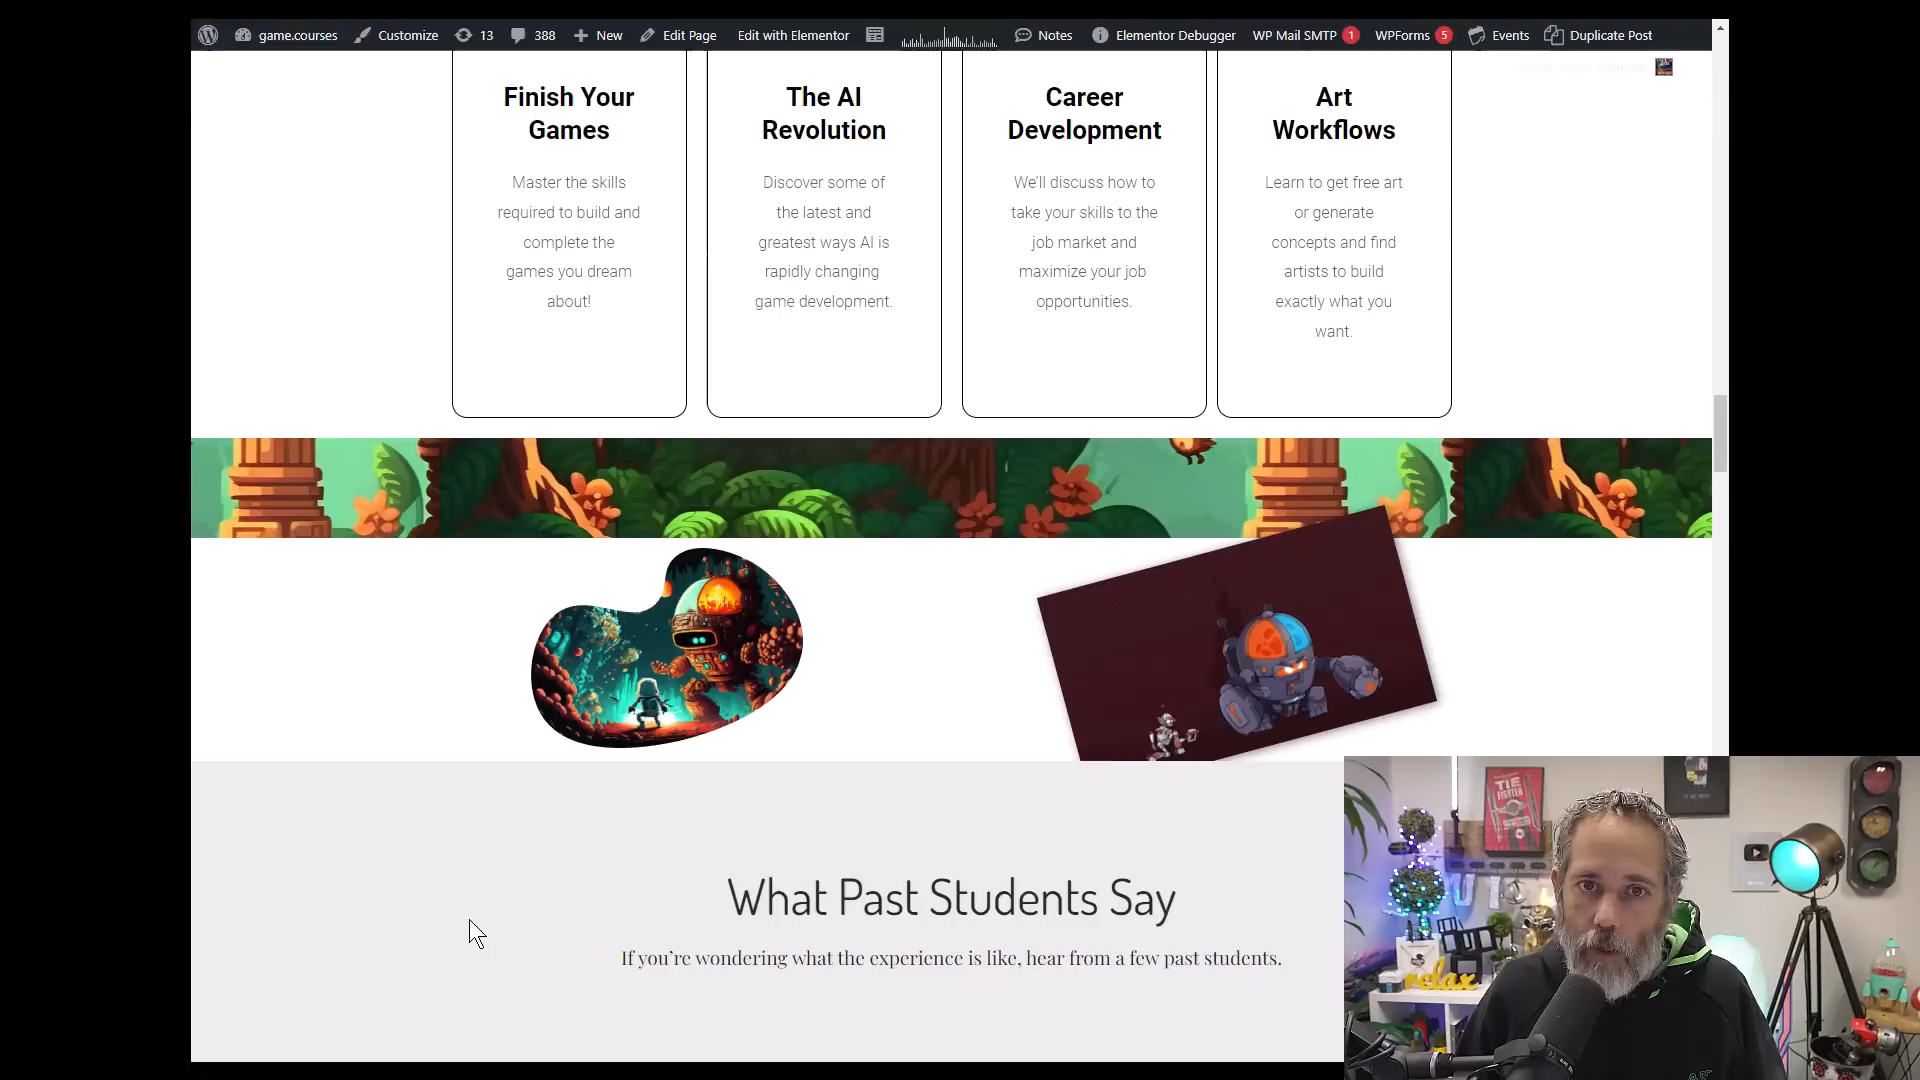 game.courses Customize 13 388 New Edit Page Edit with Elementor Notes Elementor Debugger WP Mail SMTP 1 WPForms 5 Events Duplicate Post
Finish Your
Games
Master the skills
required to build and
complete the
games you dream
about!
The AI
Revolution
Discover some of
the latest and
greatest ways AI is
rapidly changing
game development.
Career
Development
We'll discuss how to
take your skills to the
job market and
maximize your job
opportunities.
Art
Workflows
Learn to get free art
or generate
concepts and find
artists to build
exactly what you
want.
What Past Students Say
If you're wondering what the experience is like, hear from a few past students.
TIE
FIGHTER
relax